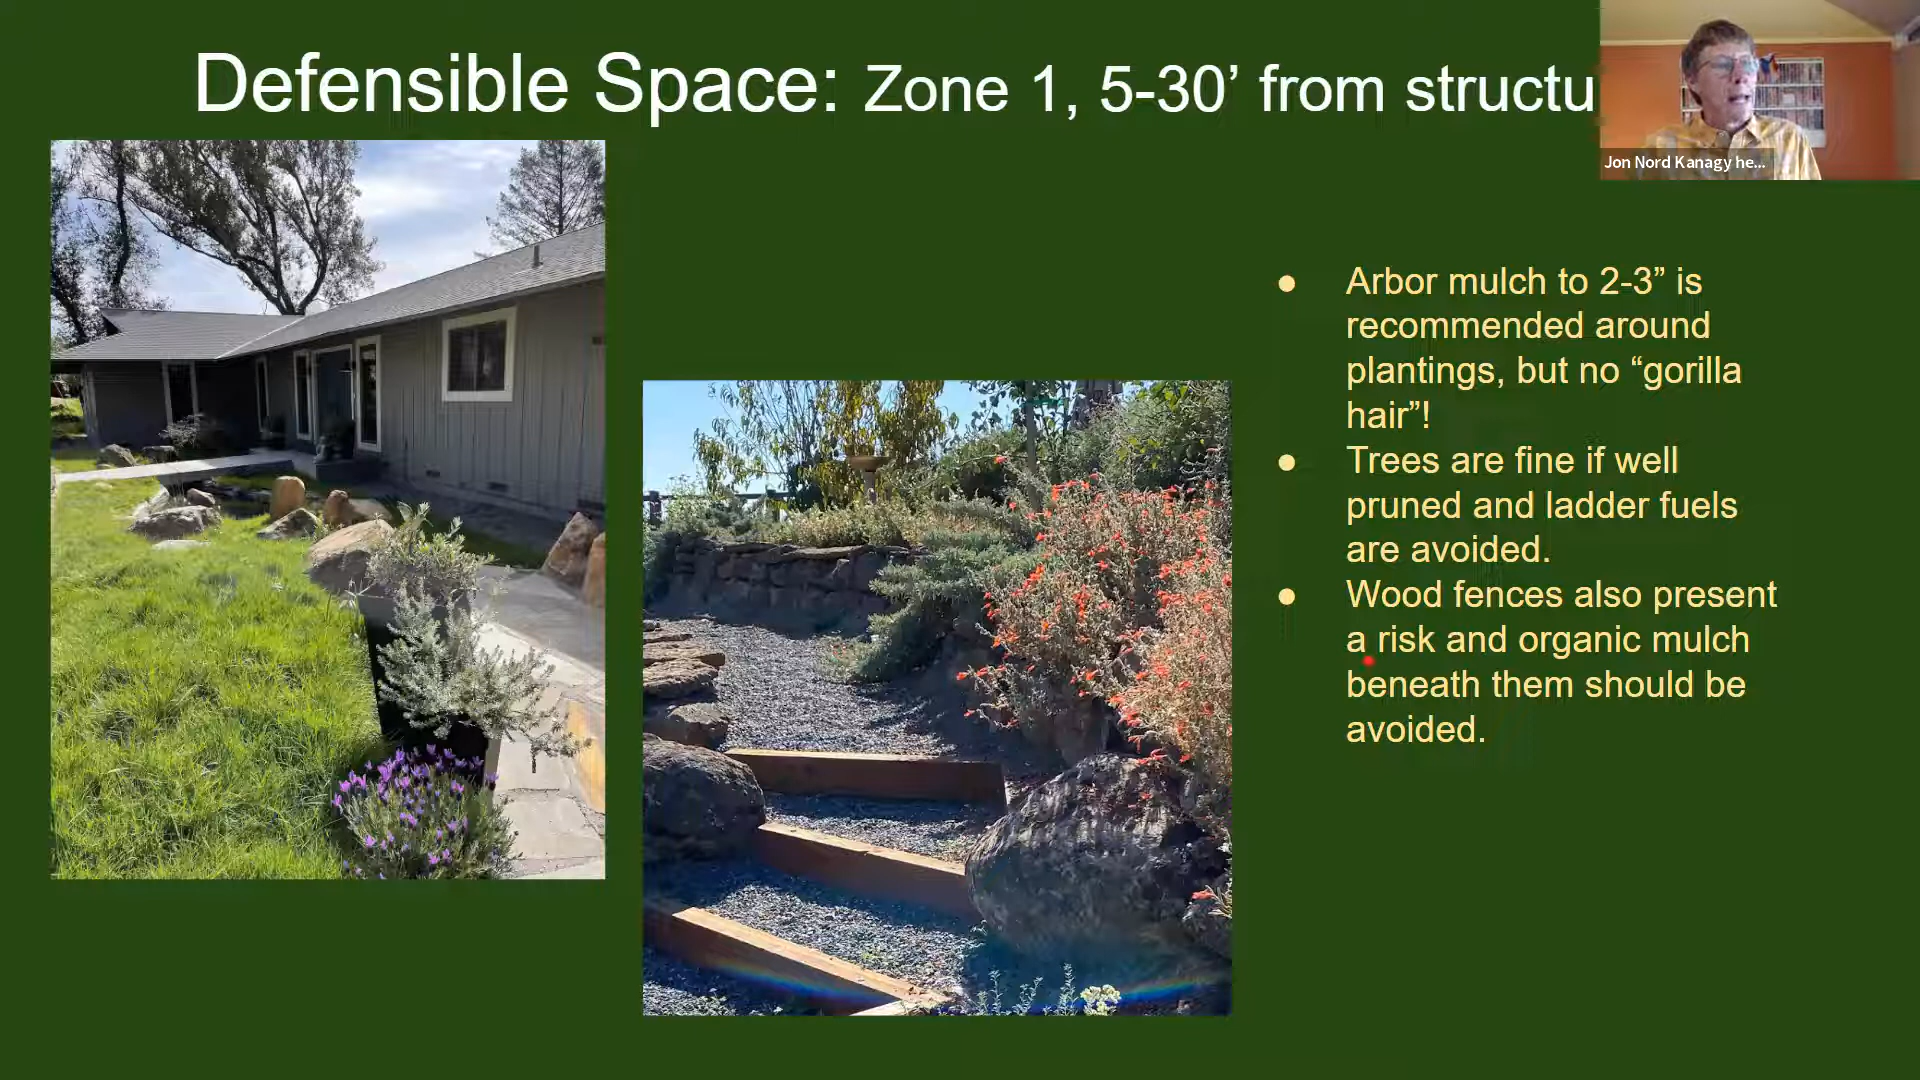 Defensible Space: Zone 1, 5-30’ from structu
Jon Nord Kanagy he...
● Arbor mulch to 2-3” is
recommended around
plantings, but no “gorilla
hair”!
● Trees are fine if well
pruned and ladder fuels
are avoided.
● Wood fences also present
a risk and organic mulch
beneath them should be
avoided.